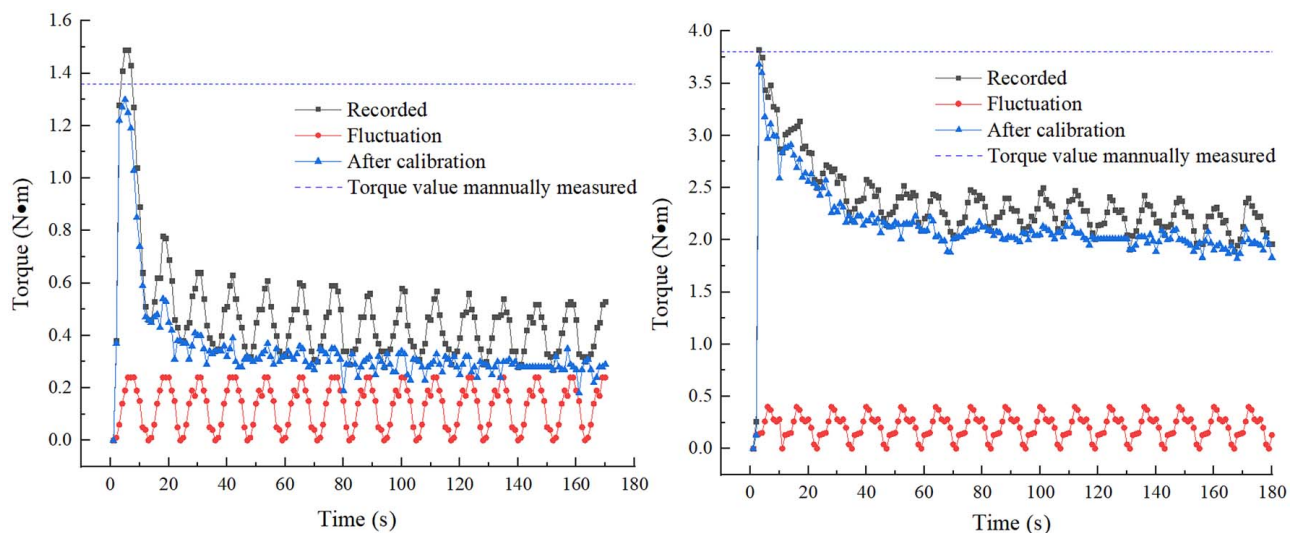 1.6
1.4
1.2
1.0
0.8
0.6
0.4
0.2
0.0
Torque (N•m)
Recorded
Fluctuation
After calibration
Torque value mannually measured
0 20 40 60 80 100 120 140 160 180
Time (s)
4.0
3.5
3.0
2.5
2.0
1.5
1.0
0.5
0.0
Torque (N•m)
Recorded
Fluctuation
After calibration
Torque value mannually measured
0 20 40 60 80 100 120 140 160 180
Time (s)